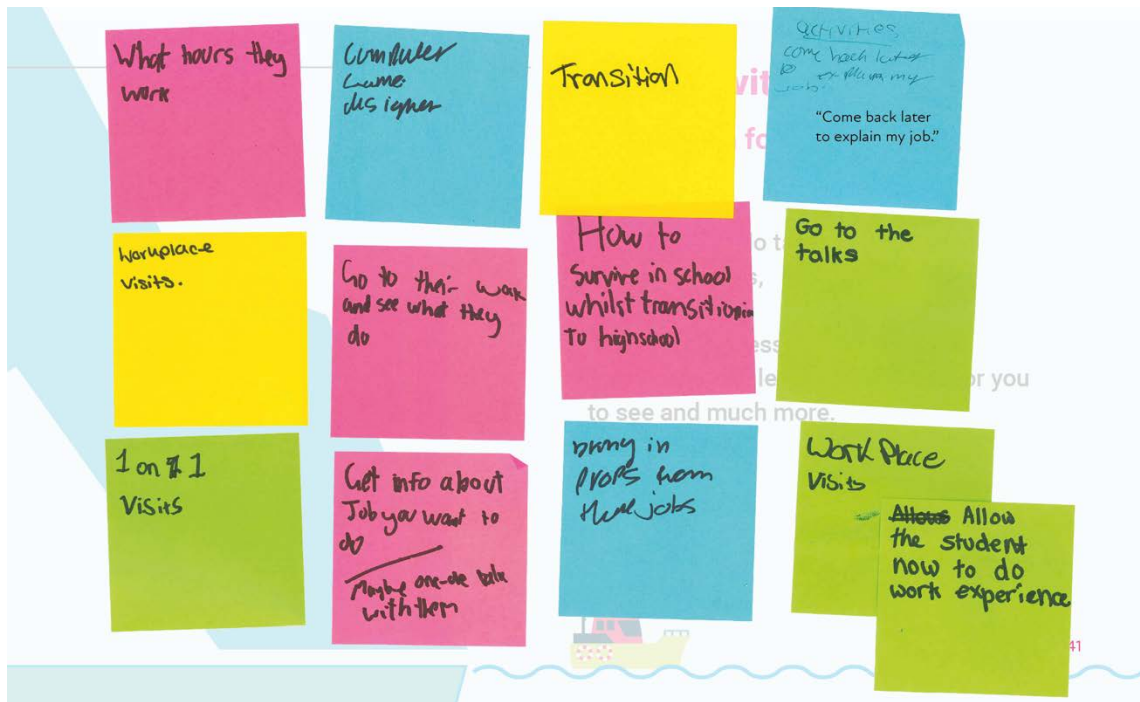 What hours they
work
computer
Game
designer
Transition
activities,
come back later
to explain my
job.
"Come back later
to explain my job."
workplace
visits.
Go to their work
and see what they
do
How to
survive in school
whilst transitionin
To highschool
Go to the
talks
1 on 1
Visits
Get info about
Job you want to
do
Maybe one-one talk
with them
bring in
props from
there jobs
Work Place
Visits
Allows Allow
the student
now to do
work experience
or you
to see and much more.
41